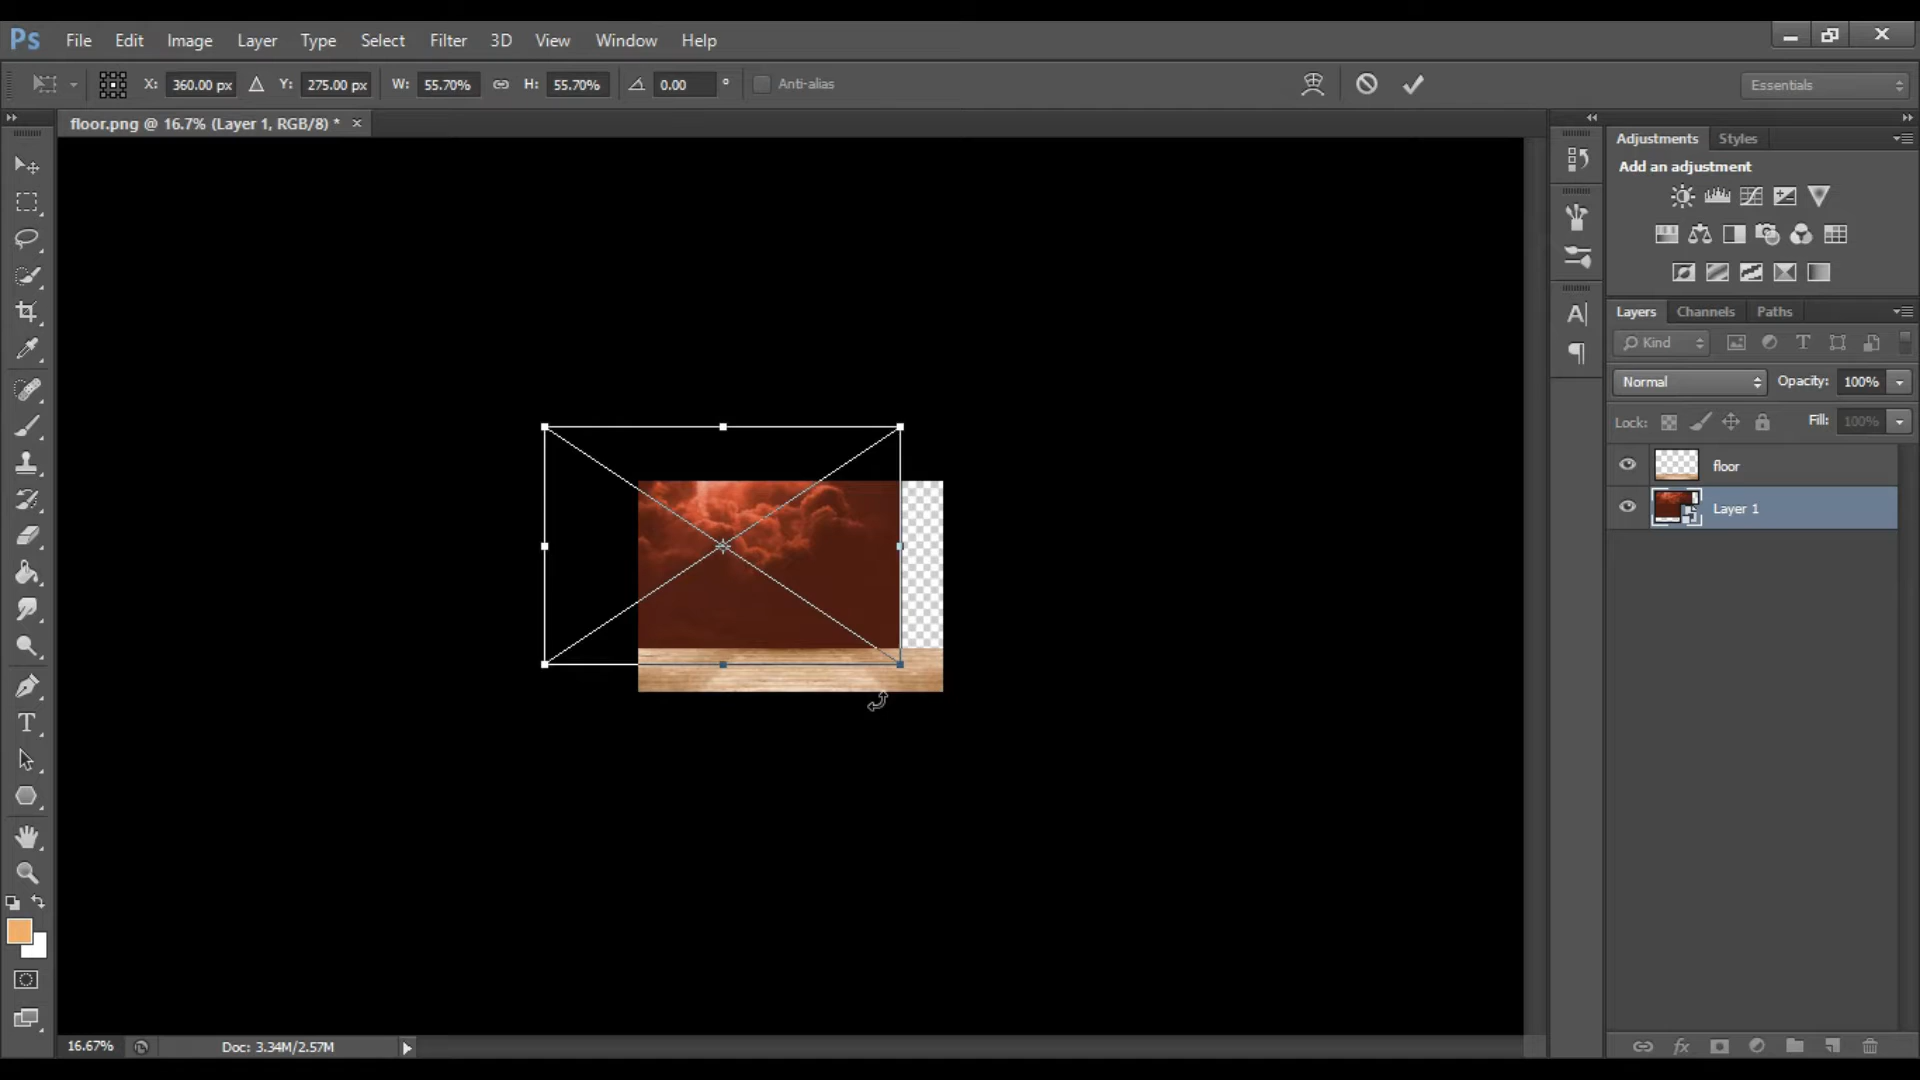 Ps File Edit Image Layer Type Select Filter 3D View Window Help
X: 360.00 px Y: 275.00 px W: 55.70% H: 55.70% 0.00 ° Anti-alias Essentials
floor.png @ 16.7% (Layer 1, RGB/8) *
Adjustments Styles
Add an adjustment
Layers Channels Paths
Kind
Normal Opacity: 100%
Lock: Fill: 100%
floor
Layer 1
16.67% Doc: 3.34M/2.57M